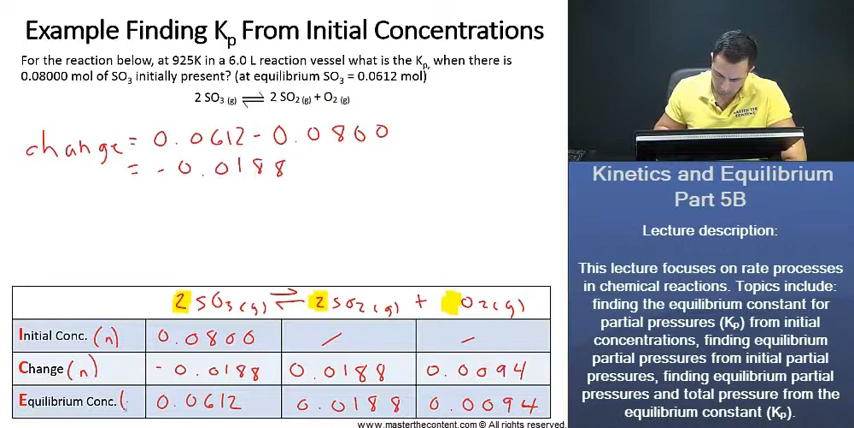 Example Finding Kp From Initial Concentrations
For the reaction below, at 925K in a 6.0 L reaction vessel what is the Kp, when there is
0.08000 mol of SO3 initially present? (at equilibrium SO3 = 0.0612 mol)
2 SO3 (g) ⇌ 2 SO2 (g) + O2 (g)
change = 0.0612 - 0.0800
= - 0.0188
2 SO3(g) ⇌ 2 SO2(g) + O2(g)
Initial Conc. (n) 0.0800 / /
Change (n) - 0.0188 0.0188 0.0094
Equilibrium Conc. ( 0.0612 0.0188 0.0094
www.masterthecontent.com © All Rights Reserved.
MASTER THE
CONTENT
Kinetics and Equilibrium
Part 5B
Lecture description:
This lecture focuses on rate processes
in chemical reactions. Topics include:
finding the equilibrium constant for
partial pressures (Kp) from initial
concentrations, finding equilibrium
partial pressures from initial partial
pressures, finding equilibrium partial
pressures and total pressure from the
equilibrium constant (Kp).